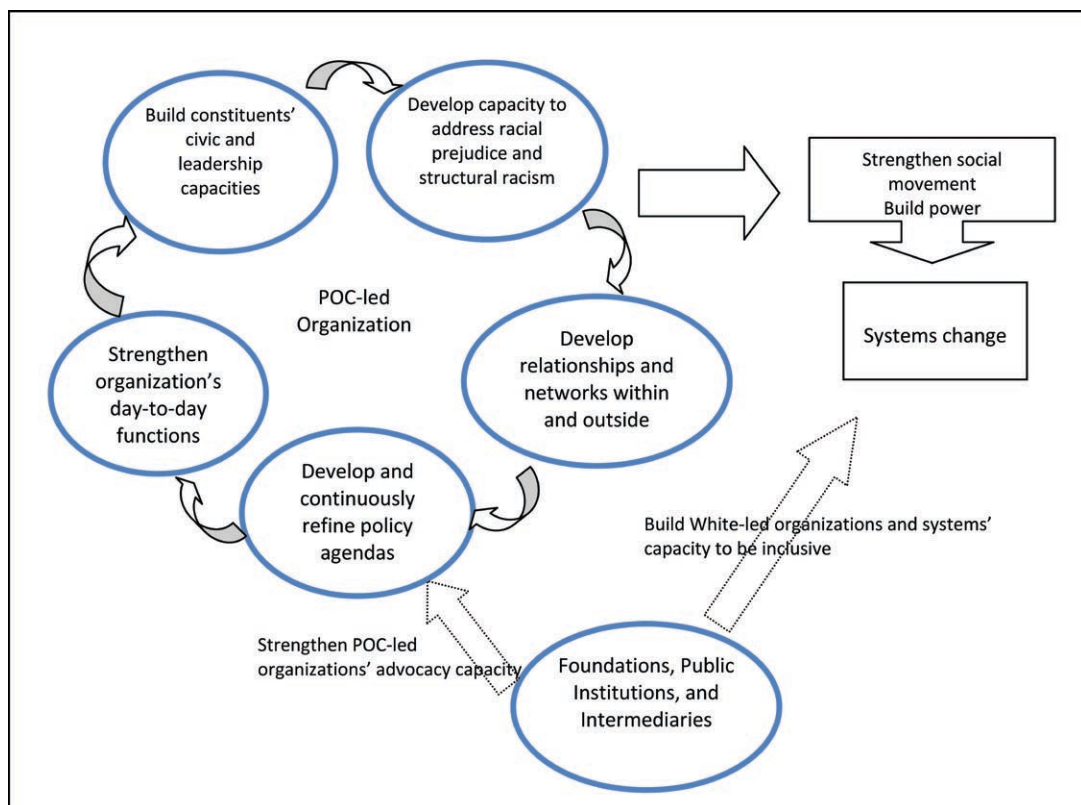 Build constituents’
civic and
leadership
capacities
Develop capacity to
address racial
prejudice and
structural racism
Strengthen social
movement
Build power
Systems change
POC-led
Organization
Strengthen
organization’s
day-to-day
functions
Develop
relationships and
networks within
and outside
Develop and
continuously
refine policy
agendas
Build White-led organizations and systems’
capacity to be inclusive
Strengthen POC-led
organizations’ advocacy capacity
Foundations, Public
Institutions, and
Intermediaries